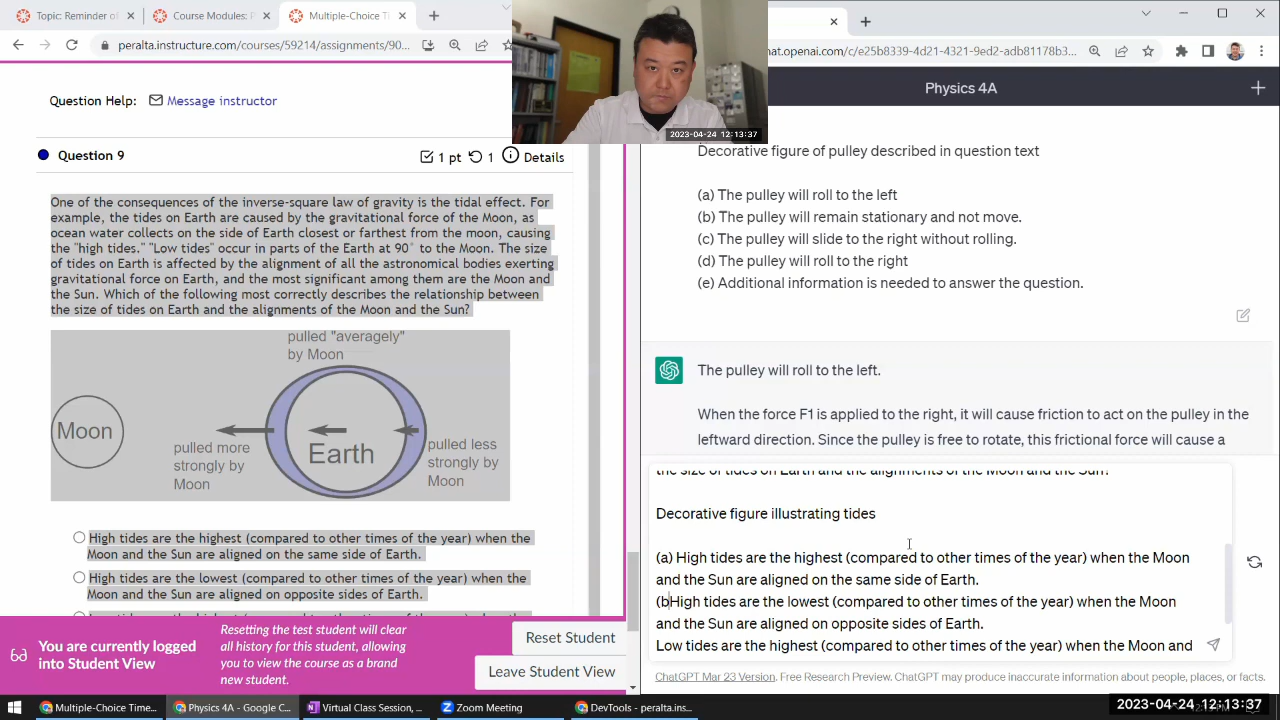 Topic: Reminder of G
Course Modules: P
Multiple-Choice Ti
peralta.instructure.com/courses/59214/assignments/90...
hat.openai.com/c/e25b8339-4d21-4321-9ed2-adb81178b3...
2023-04-24 12:13:37
Question Help:
Message instructor
Question 9
1 pt
1
Details
One of the consequences of the inverse-square law of gravity is the tidal effect. For
example, the tides on Earth are caused by the gravitational force of the Moon, as
ocean water collects on the side of Earth closest or farthest from the moon, causing
the "high tides." "Low tides" occur in parts of the Earth at 90° to the Moon. The size
of tides on Earth is affected by the alignment of all the astronomical bodies exerting
gravitational force on Earth, and the most significant among them are the Moon and
the Sun. Which of the following most correctly describes the relationship between
the size of tides on Earth and the alignments of the Moon and the Sun?
pulled "averagely"
by Moon
Moon
Earth
pulled more
strongly by
Moon
pulled less
strongly by
Moon
High tides are the highest (compared to other times of the year) when the
Moon and the Sun are aligned on the same side of Earth.
High tides are the lowest (compared to other times of the year) when the
Moon and the Sun are aligned on opposite sides of Earth.
You are currently logged
into Student View
Resetting the test student will clear
all history for this student, allowing
you to view the course as a brand
new student.
Reset Student
Leave Student View
Physics 4A
Decorative figure of pulley described in question text
(a) The pulley will roll to the left
(b) The pulley will remain stationary and not move.
(c) The pulley will slide to the right without rolling.
(d) The pulley will roll to the right
(e) Additional information is needed to answer the question.
The pulley will roll to the left.
When the force F1 is applied to the right, it will cause friction to act on the pulley in the
leftward direction. Since the pulley is free to rotate, this frictional force will cause a
the size of tides on Earth and the alignments of the Moon and the Sun?
Decorative figure illustrating tides
(a) High tides are the highest (compared to other times of the year) when the Moon
and the Sun are aligned on the same side of Earth.
(bHigh tides are the lowest (compared to other times of the year) when the Moon
and the Sun are aligned on opposite sides of Earth.
Low tides are the highest (compared to other times of the year) when the Moon and
ChatGPT Mar 23 Version. Free Research Preview. ChatGPT may produce inaccurate information about people, places, or facts.
Multiple-Choice Time...
Physics 4A - Google C...
Virtual Class Session, ...
Zoom Meeting
DevTools - peralta.ins...
2023-04-24 12:13:37